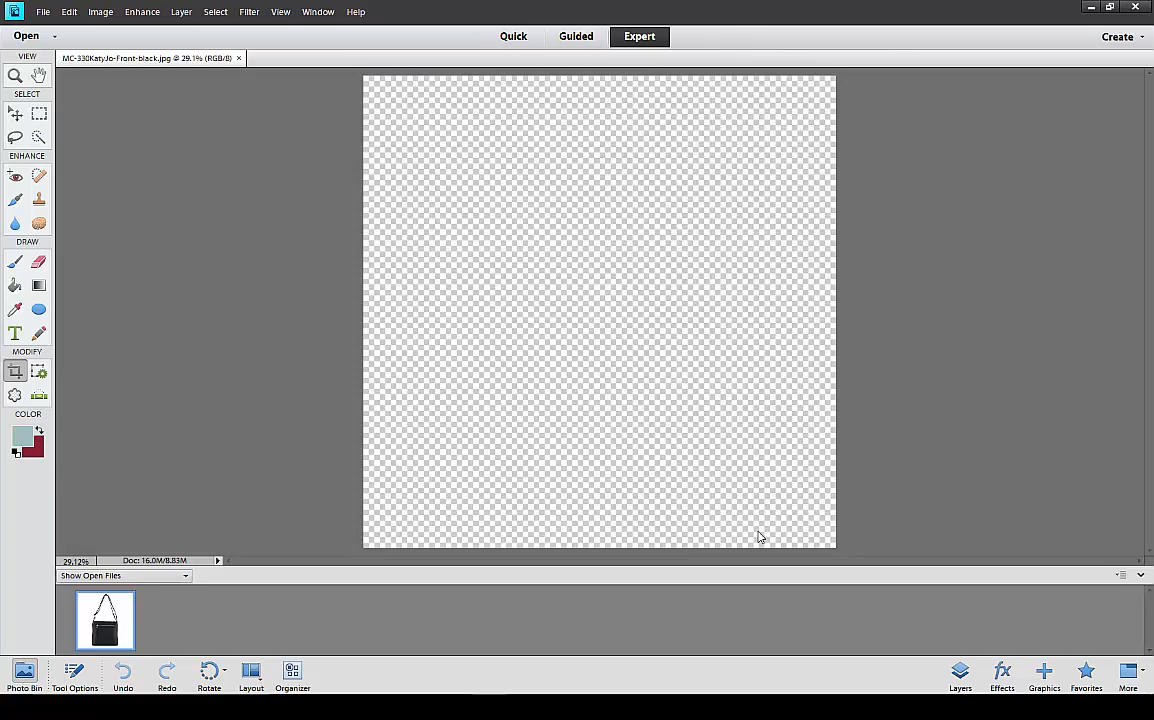 File Edit Image Enhance Layer Select Filter View Window Help
Open Quick Guided Expert Create
VIEW
MC-330KatyJo-Front-black.jpg @ 29.1% (RGB/8) ×
SELECT
ENHANCE
DRAW
T
MODIFY
COLOR
29.12% Doc: 16.0M/8.83M
Show Open Files
Photo Bin Tool Options Undo Redo Rotate Layout Organizer Layers Effects Graphics Favorites More